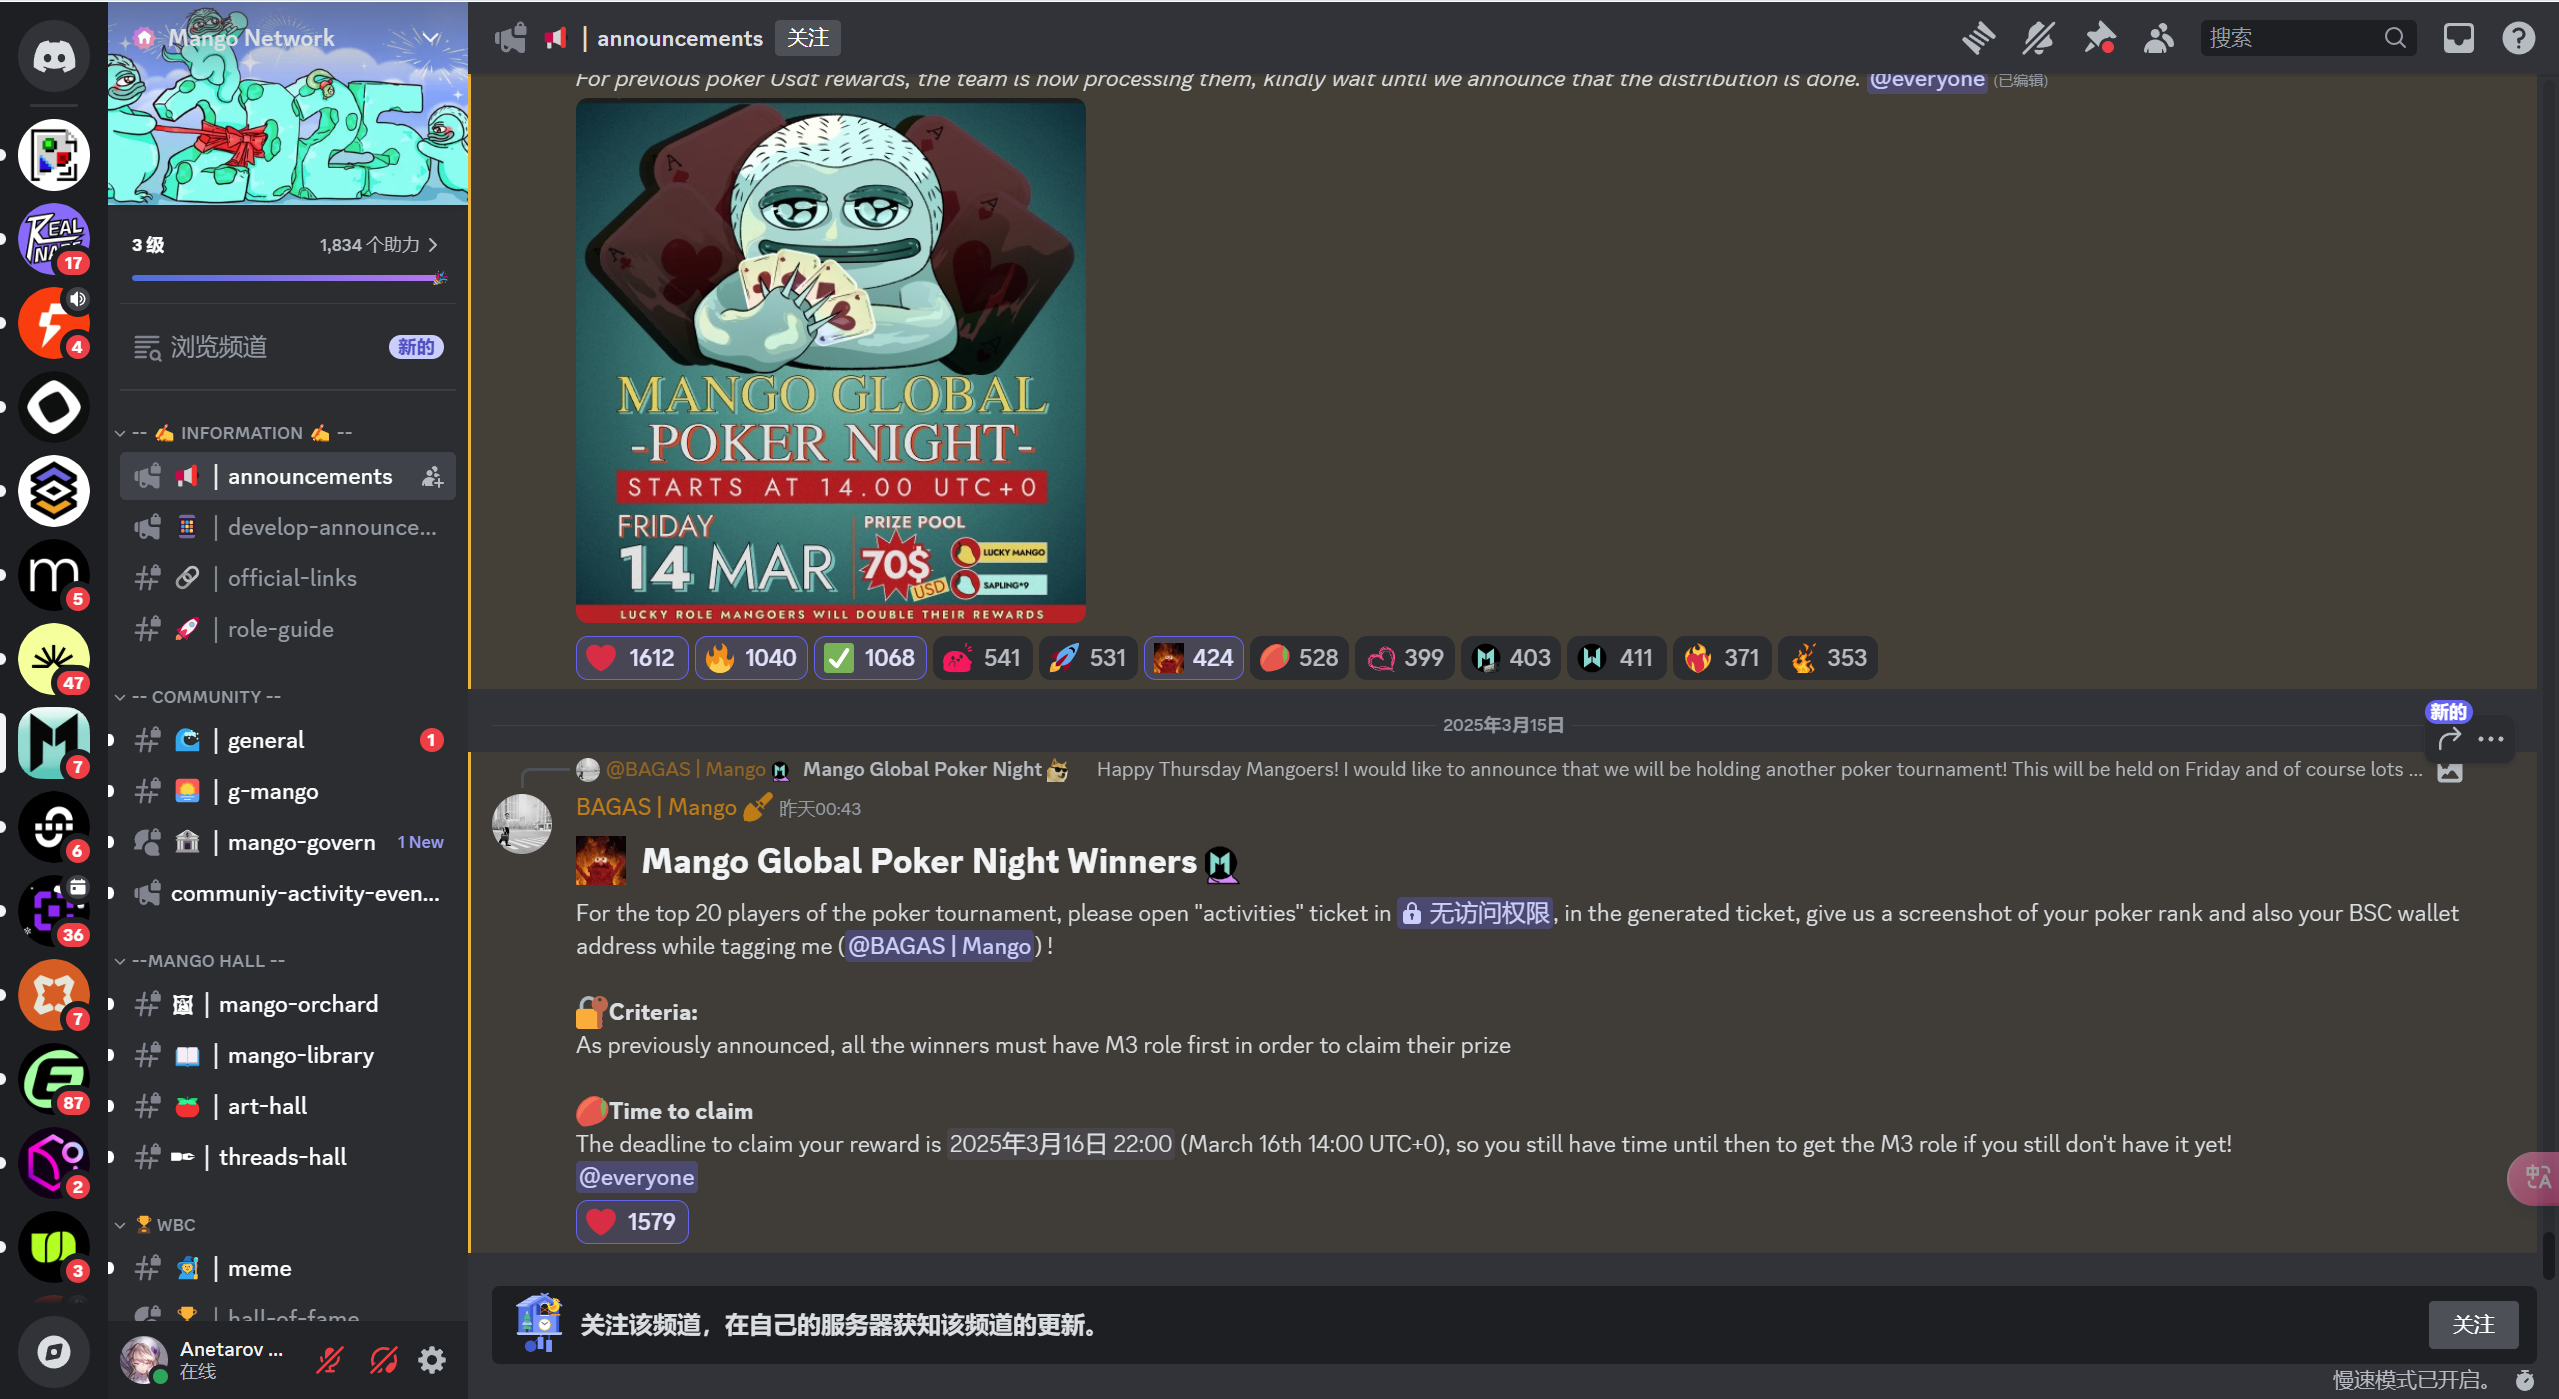 Mango Network
3 级
1,834 个助力
浏览频道
新的
-- ✍️ INFORMATION ✍️ --
| announcements
| develop-announce...
| official-links
| role-guide
-- COMMUNITY --
| general
1
| g-mango
| mango-govern
1 New
communiy-activity-even...
--MANGO HALL --
| mango-orchard
| mango-library
| art-hall
| threads-hall
🏆 WBC
| meme
| hall-of-fame
Anetarov ...
在线
REAL
17
4
5
47
7
6
36
7
87
2
3
| announcements
关注
搜索
For previous poker Usdt rewards, the team is now processing them, kindly wait until we announce that the distribution is done. @everyone (已编辑)
MANGO GLOBAL
-POKER NIGHT-
STARTS AT 14.00 UTC+0
FRIDAY
14 MAR
PRIZE POOL
70$
USD
LUCKY MANGO
SAPLING*9
LUCKY ROLE MANGOERS WILL DOUBLE THEIR REWARDS
❤️ 1612
🔥 1040
✅ 1068
541
🚀 531
424
🥭 528
399
403
411
371
353
2025年3月15日
新的
@BAGAS | Mango Mango Global Poker Night Happy Thursday Mangoers! I would like to announce that we will be holding another poker tournament! This will be held on Friday and of course lots ...
BAGAS | Mango 昨天00:43
Mango Global Poker Night Winners
For the top 20 players of the poker tournament, please open "activities" ticket in 无访问权限, in the generated ticket, give us a screenshot of your poker rank and also your BSC wallet
address while tagging me (@BAGAS | Mango) !
🔐Criteria:
As previously announced, all the winners must have M3 role first in order to claim their prize
🥭Time to claim
The deadline to claim your reward is 2025年3月16日 22:00 (March 16th 14:00 UTC+0), so you still have time until then to get the M3 role if you still don't have it yet!
@everyone
❤️ 1579
关注该频道，在自己的服务器获知该频道的更新。
关注
慢速模式已开启。